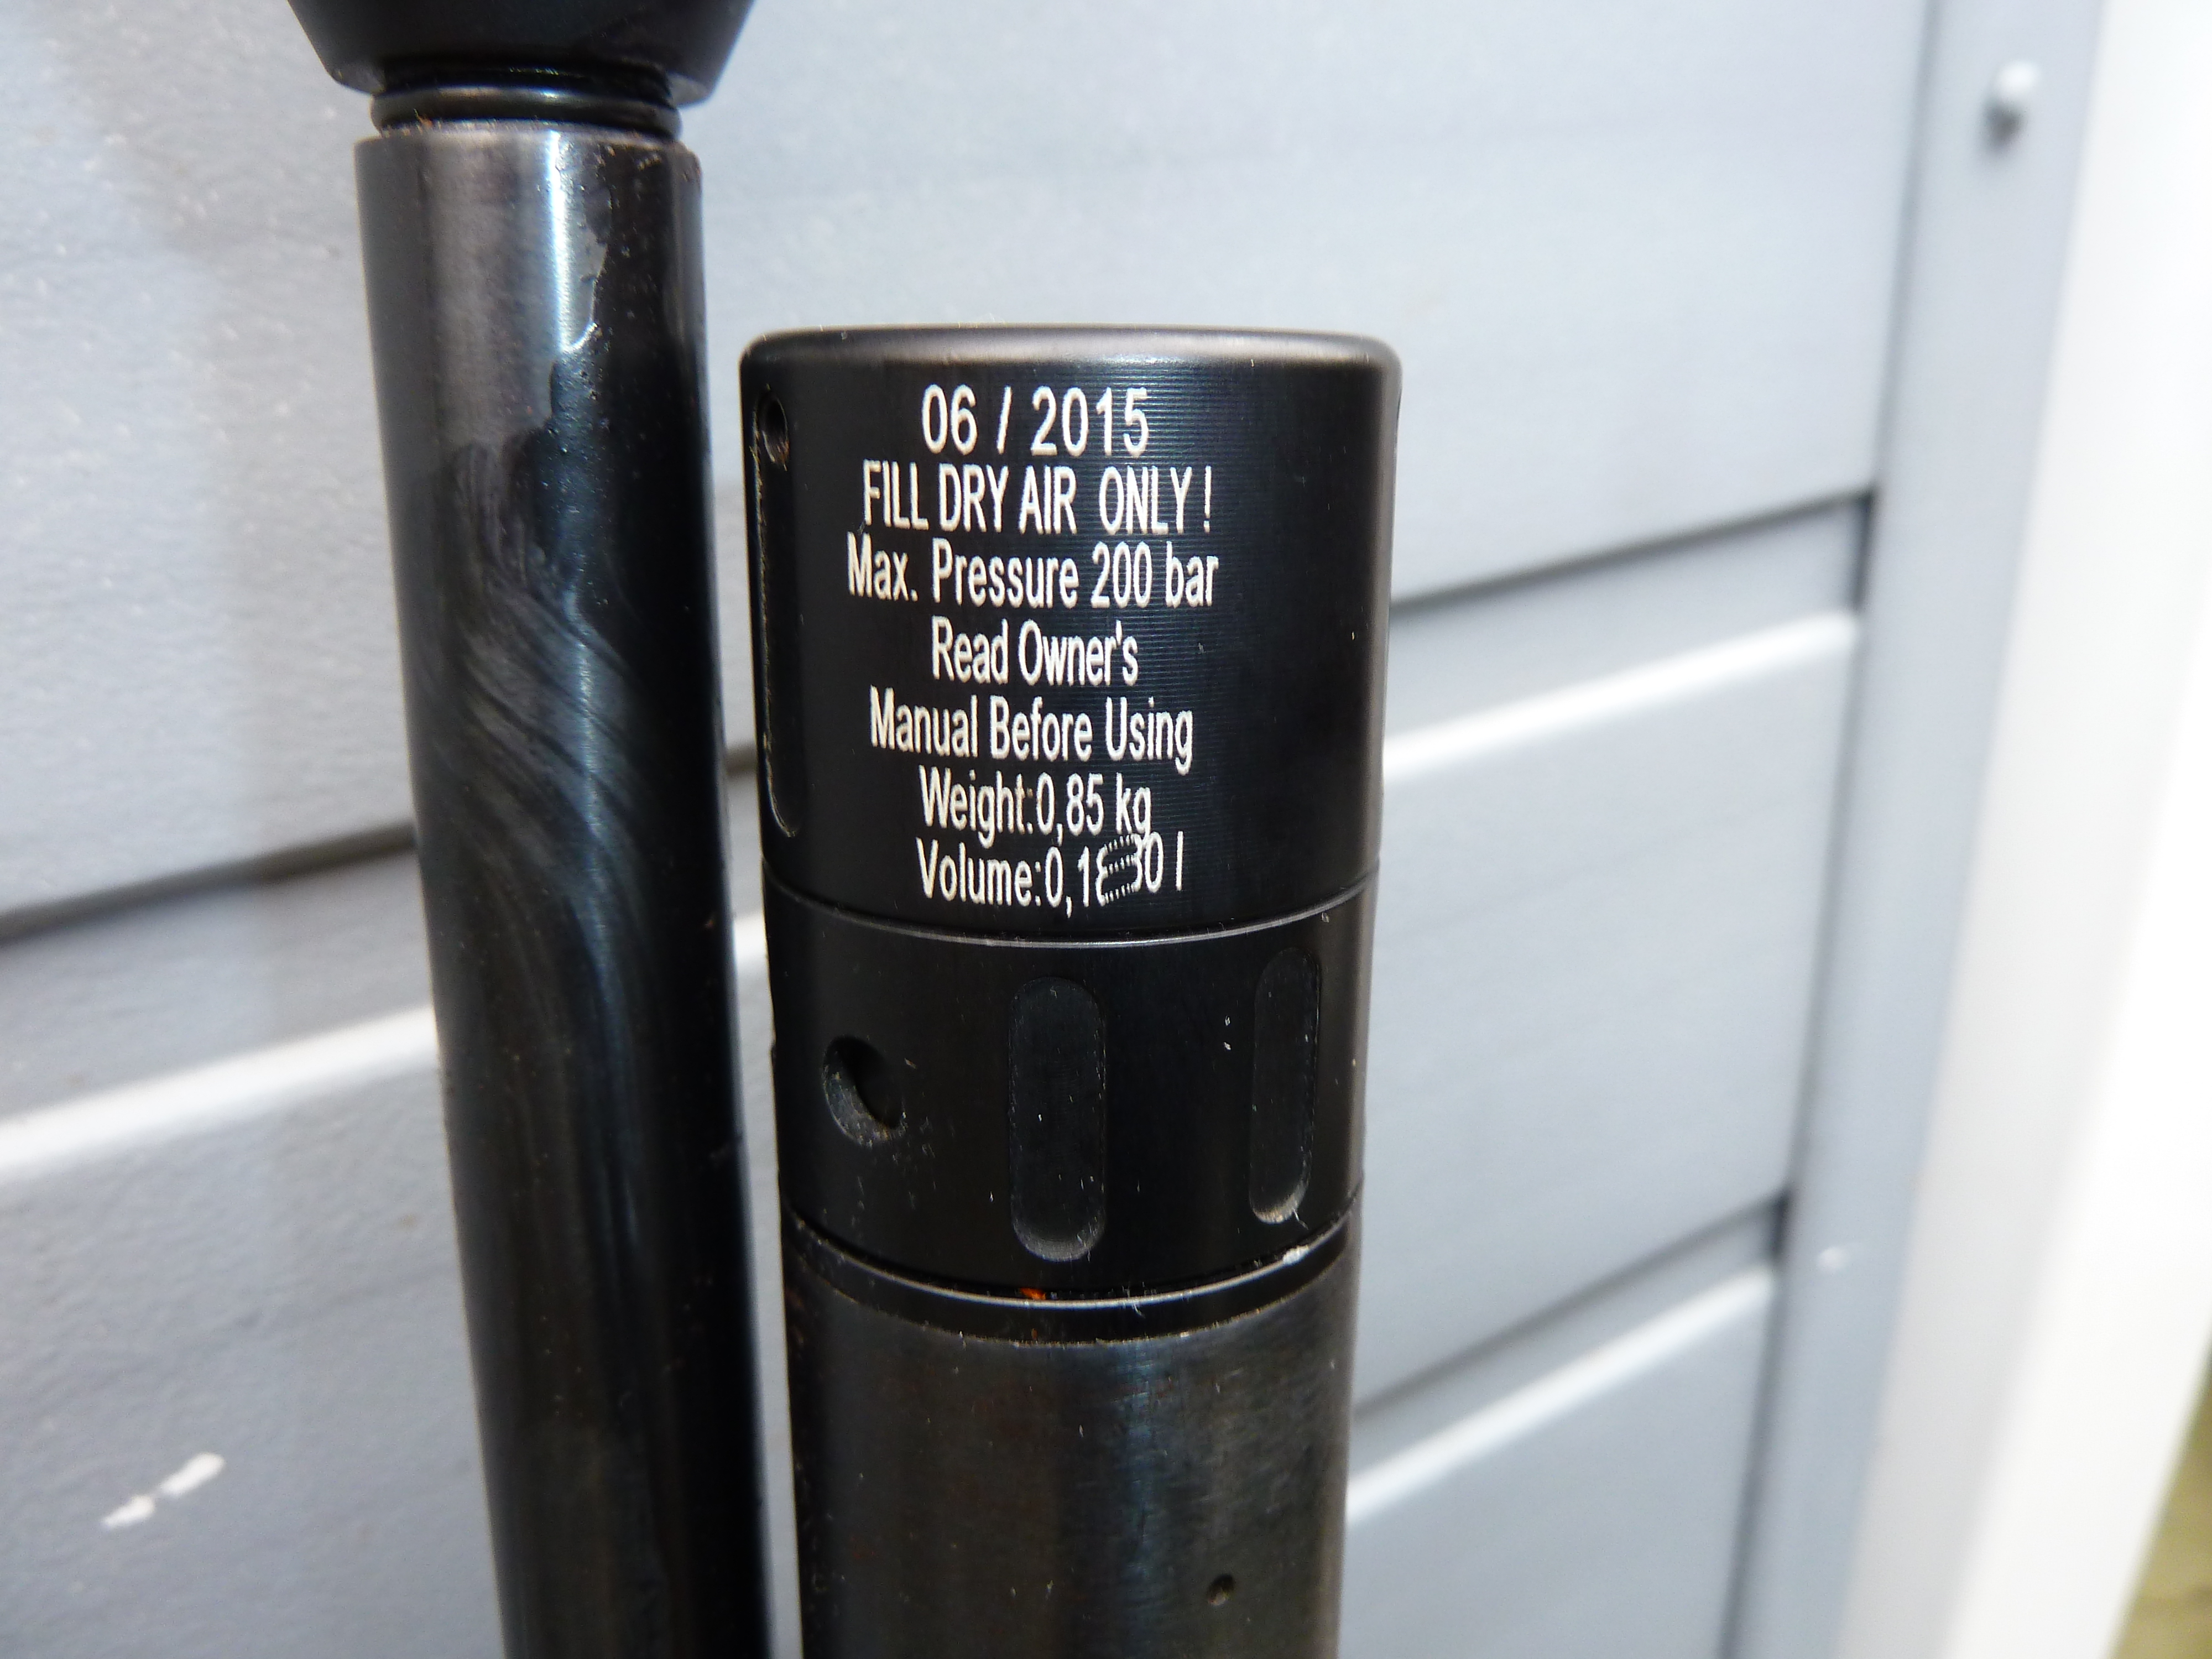 06 / 2015
FILL DRY AIR ONLY !
Max. Pressure 200 bar
Read Owner's
Manual Before Using
Weight:0,85 kg
Volume: